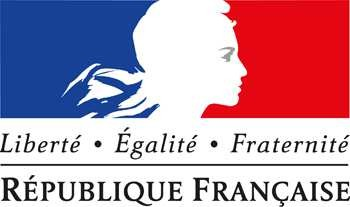 Liberté • Égalité • Fraternité
RÉPUBLIQUE FRANÇAISE